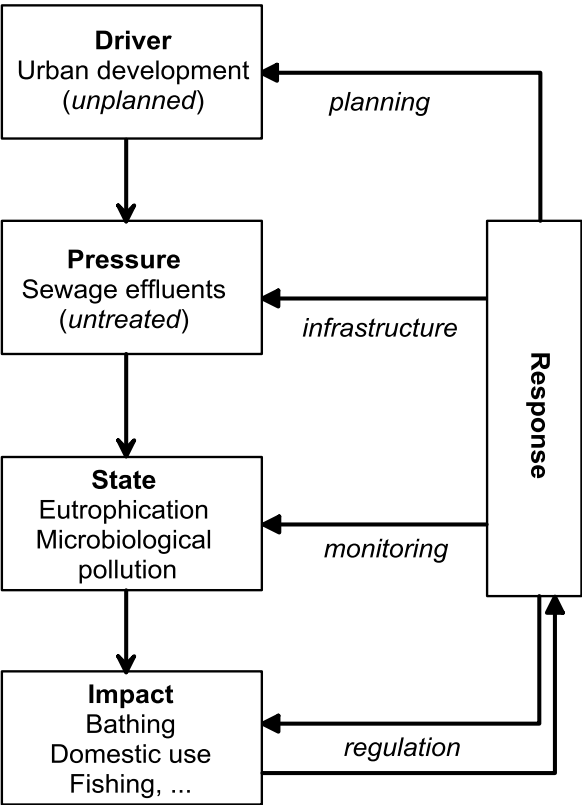 Driver
Urban development
(unplanned)
planning
Pressure
Sewage effluents
(untreated)
infrastructure
Response
State
Eutrophication
Microbiological
pollution
monitoring
Impact
Bathing
Domestic use
Fishing, ...
regulation